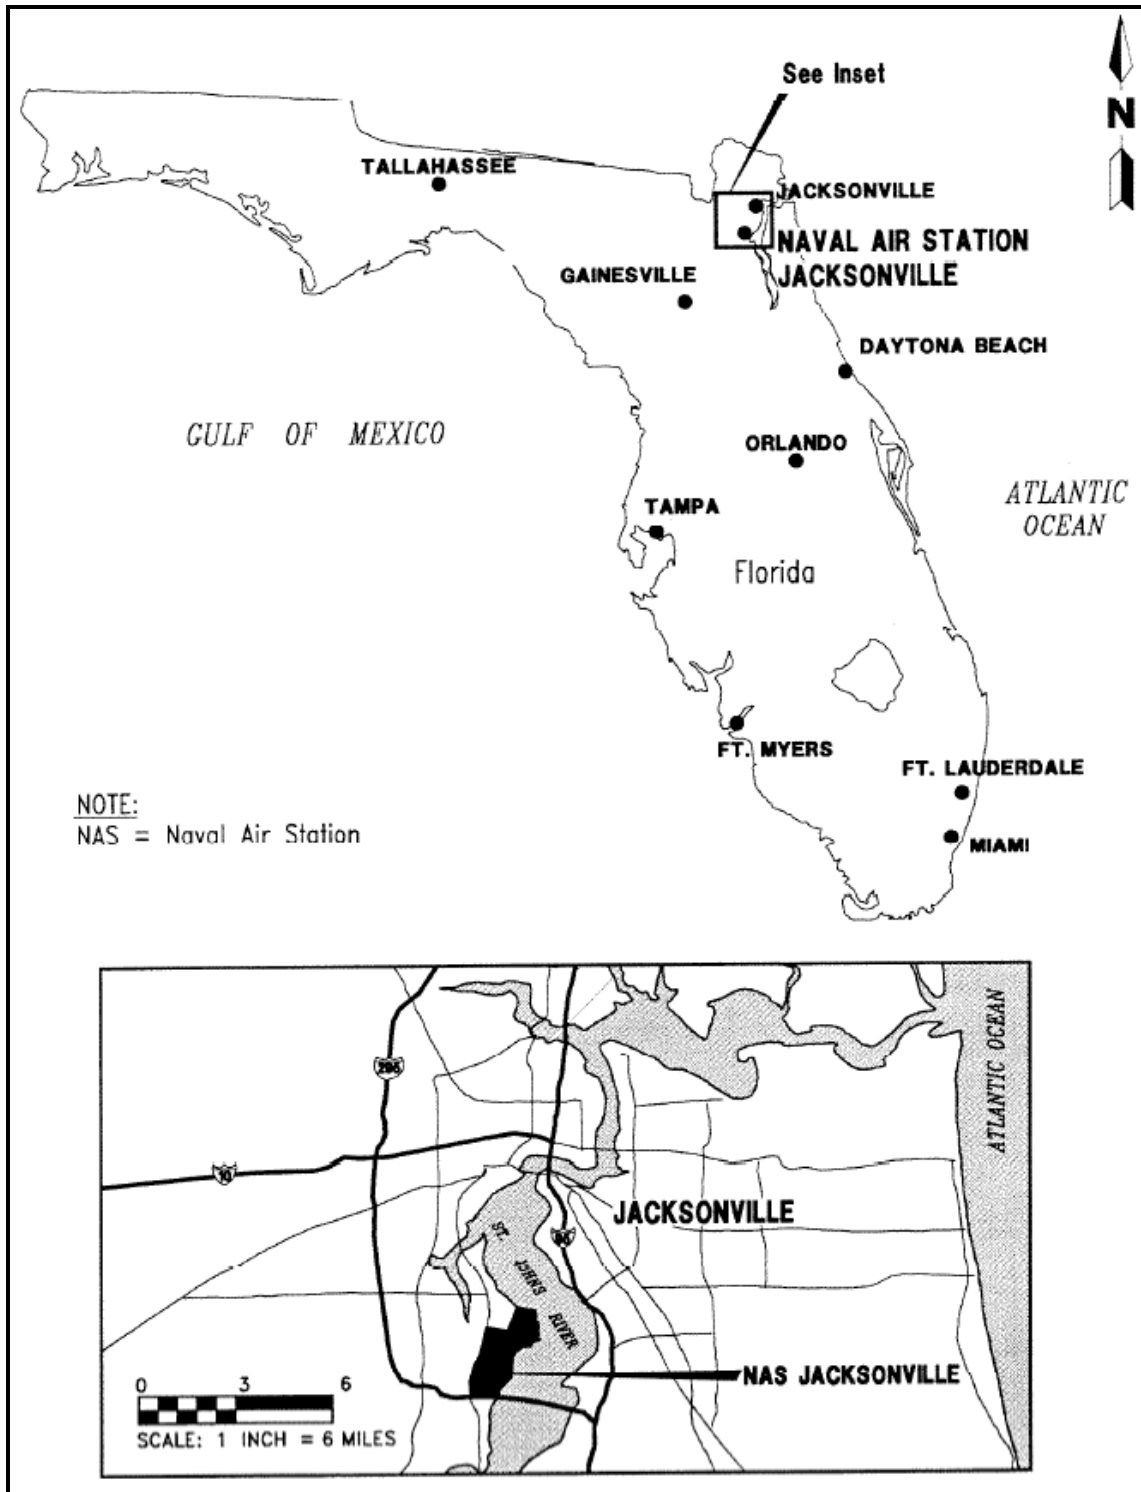 See Inset
N
TALLAHASSEE
JACKSONVILLE
NAVAL AIR STATION
JACKSONVILLE
GAINESVILLE
DAYTONA BEACH
GULF OF MEXICO
ORLANDO
ATLANTIC
OCEAN
TAMPA
Florida
FT. MYERS
FT. LAUDERDALE
NOTE:
NAS = Naval Air Station
MIAMI
ATLANTIC OCEAN
295
10
JACKSONVILLE
95
ST. JOHNS RIVER
NAS JACKSONVILLE
0 3 6
SCALE: 1 INCH = 6 MILES